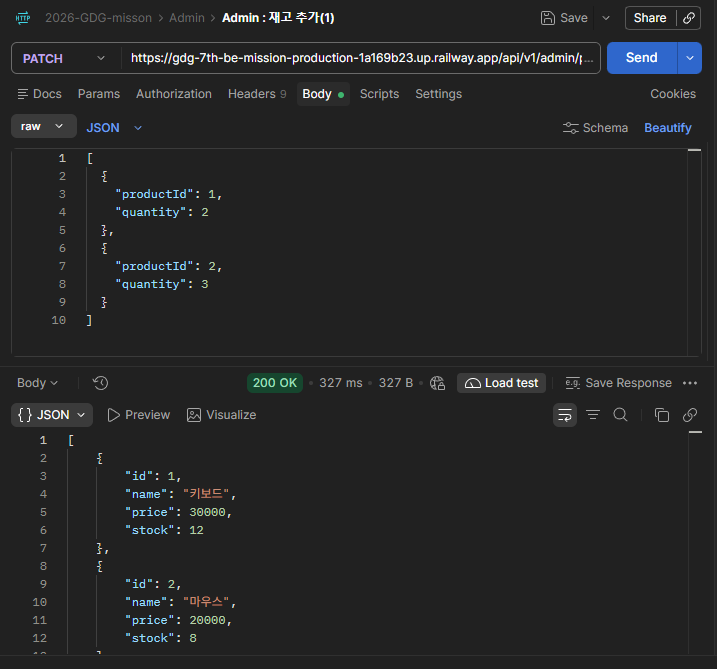 HTTP 2026-GDG-misson > Admin > Admin : 재고 추가(1) Save Share
PATCH https://gdg-7th-be-mission-production-1a169b23.up.railway.app/api/v1/admin/p... Send
Docs Params Authorization Headers 9 Body Scripts Settings Cookies
raw JSON Schema Beautify
1 [
2 {
3 "productId": 1,
4 "quantity": 2
5 },
6 {
7 "productId": 2,
8 "quantity": 3
9 }
10 ]
Body 200 OK • 327 ms • 327 B e.g. Save Response Load test
{} JSON Preview Visualize
1 [
2 {
3 "id": 1,
4 "name": "키보드",
5 "price": 30000,
6 "stock": 12
7 },
8 {
9 "id": 2,
10 "name": "마우스",
11 "price": 20000,
12 "stock": 8